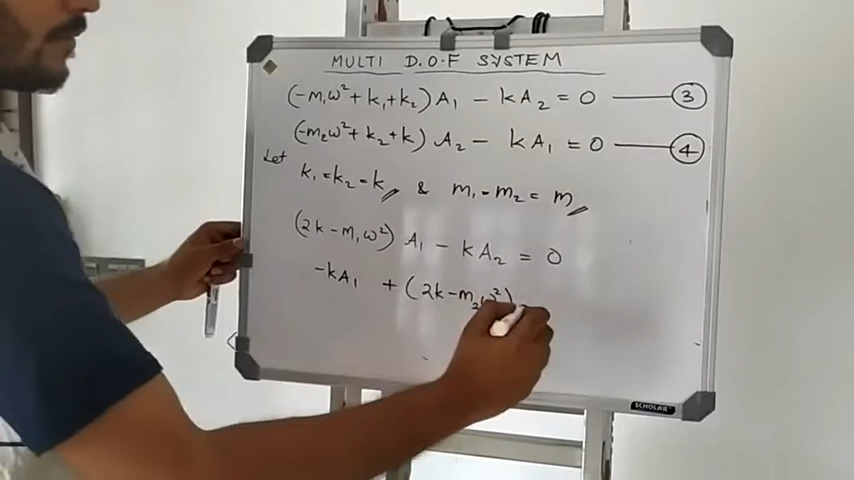 MULTI D.O.F SYSTEM
(-m₁ω² + k₁ + k₂) A₁ - kA₂ = 0 — ③
(-m₂ω² + k₂ + k) A₂ - kA₁ = 0 — ④
Let k₁ = k₂ = k & m₁ = m₂ = m
(2k - m₁ω²) A₁ - kA₂ = 0
-kA₁ + (2k - m₂ω²)
SCHOLAR